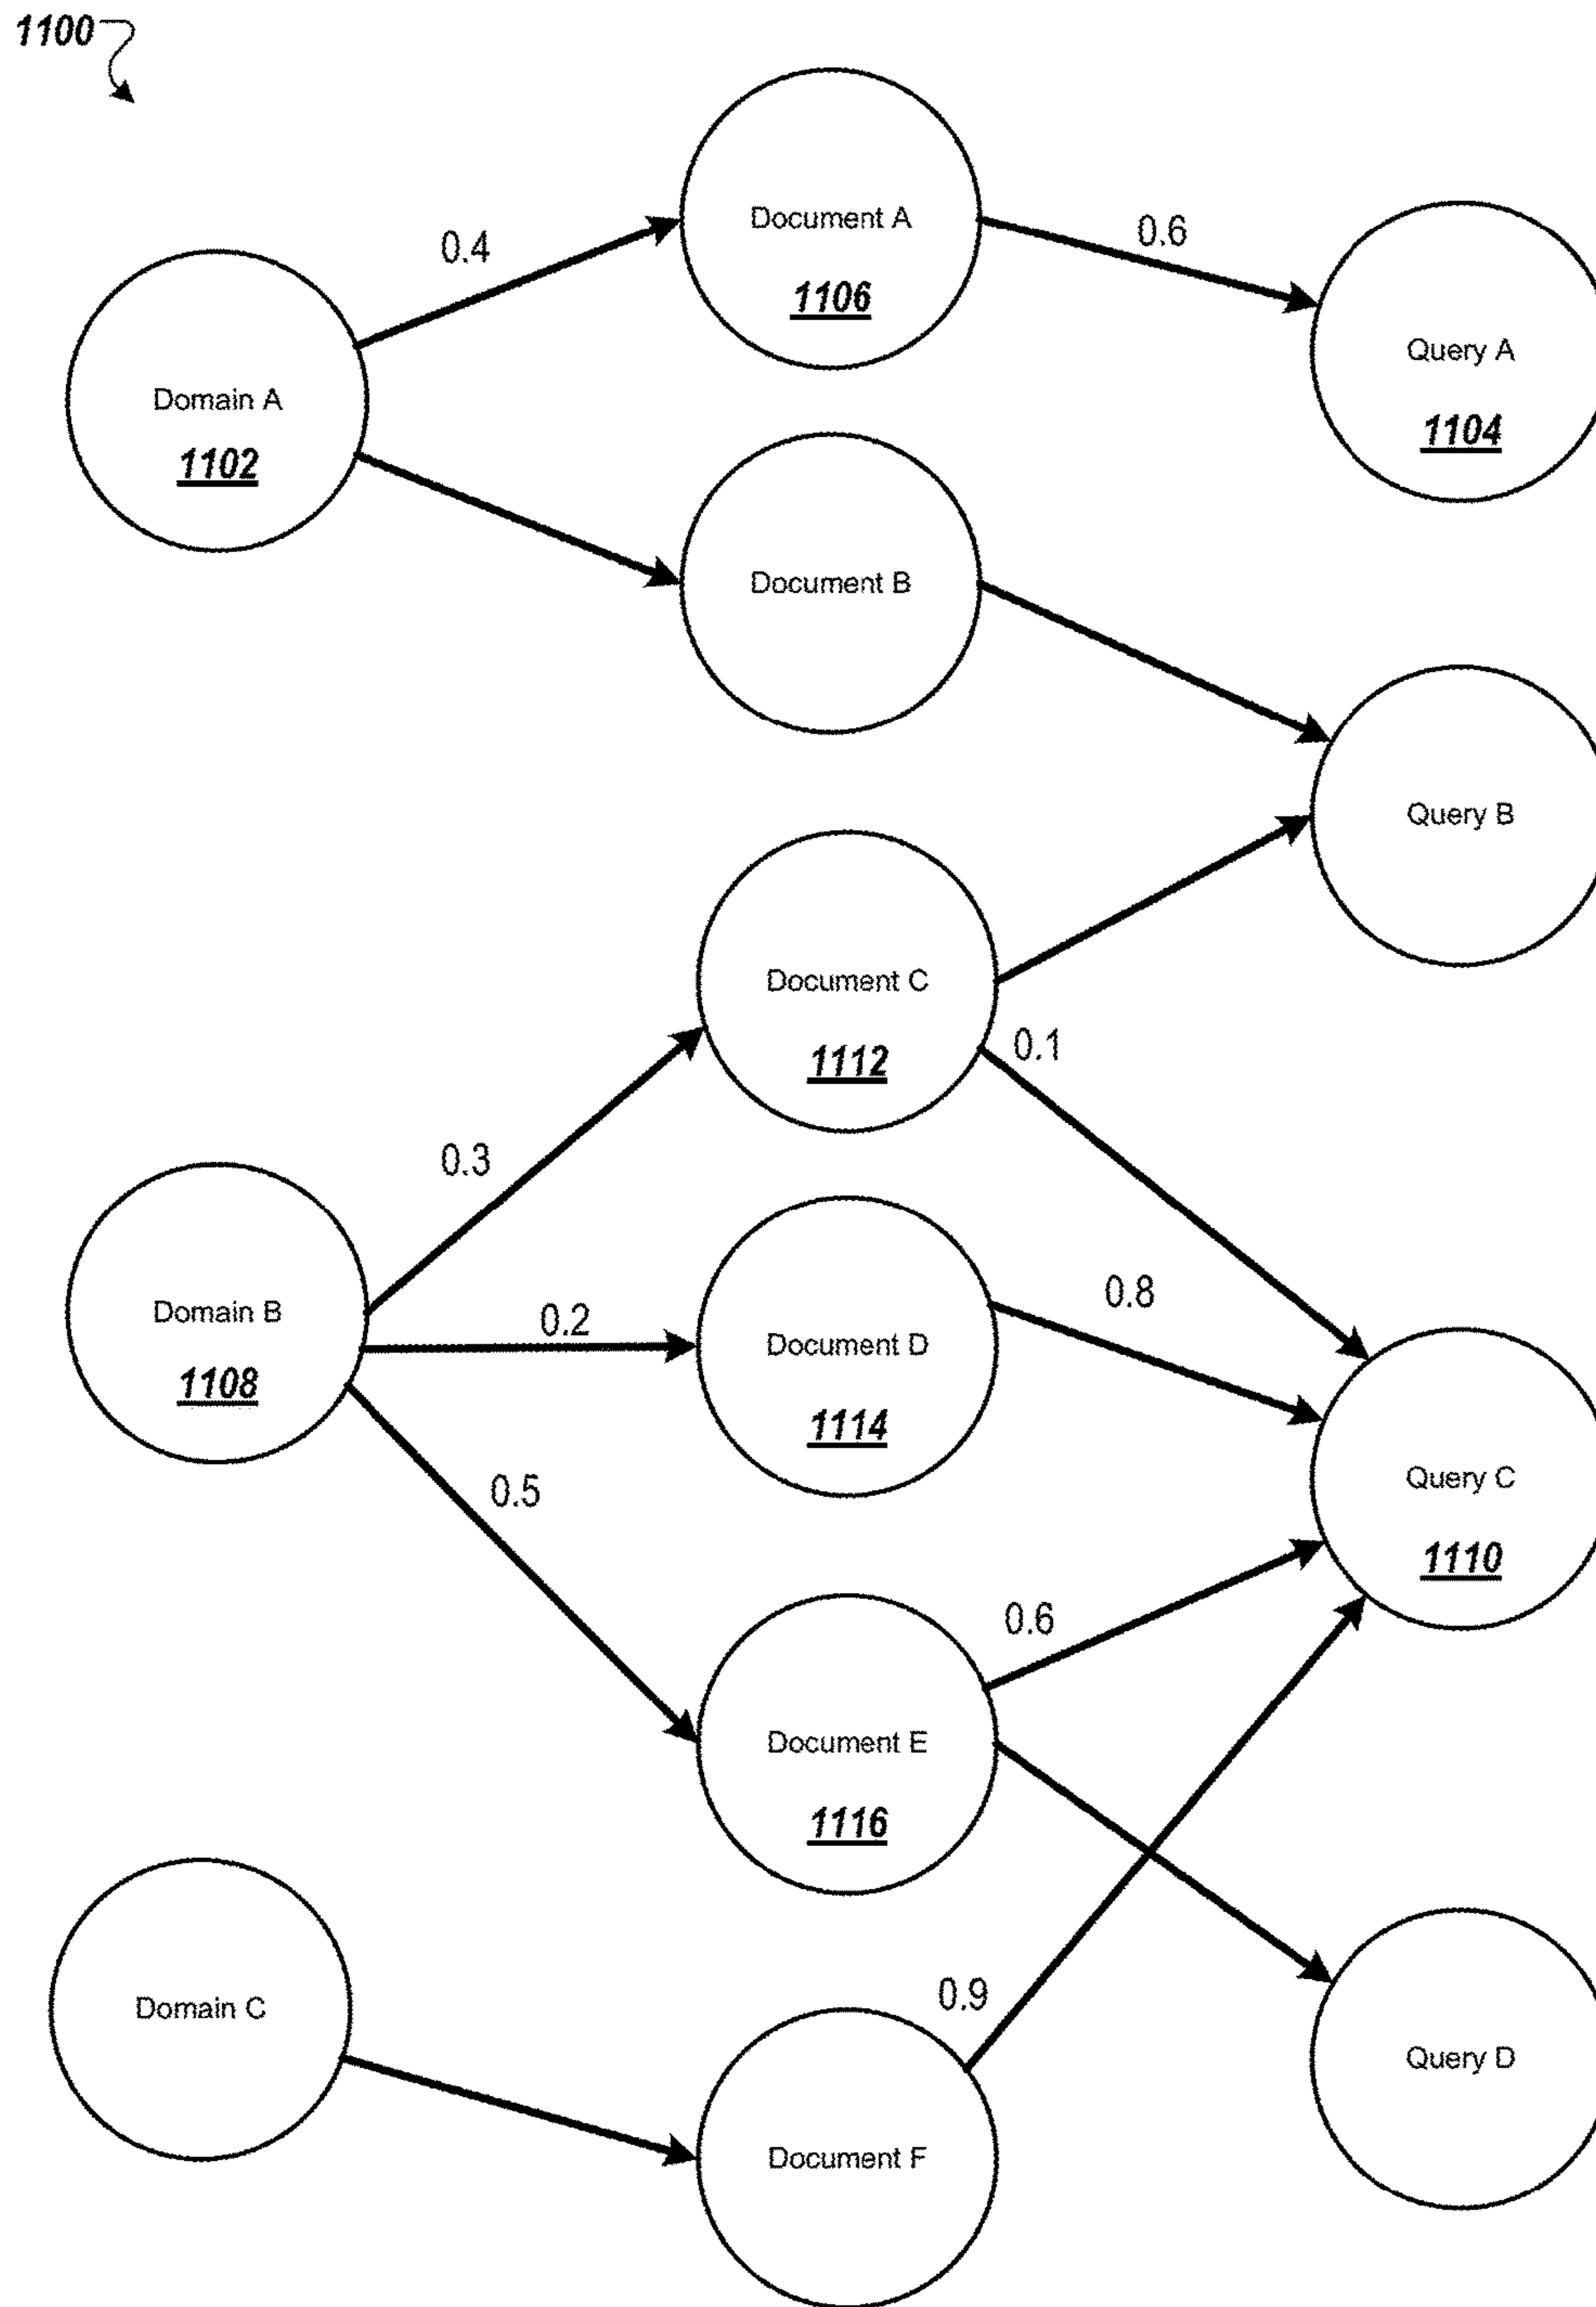 1100
Document A
1106
0.4
0.6
Domain A
1102
Query A
1104
Document B
Query B
Document C
1112
0.1
0.3
Domain B
1108
0.2
Document D
1114
0.8
0.5
Query C
1110
0.6
Document E
1116
Domain C
0.9
Query D
Document F